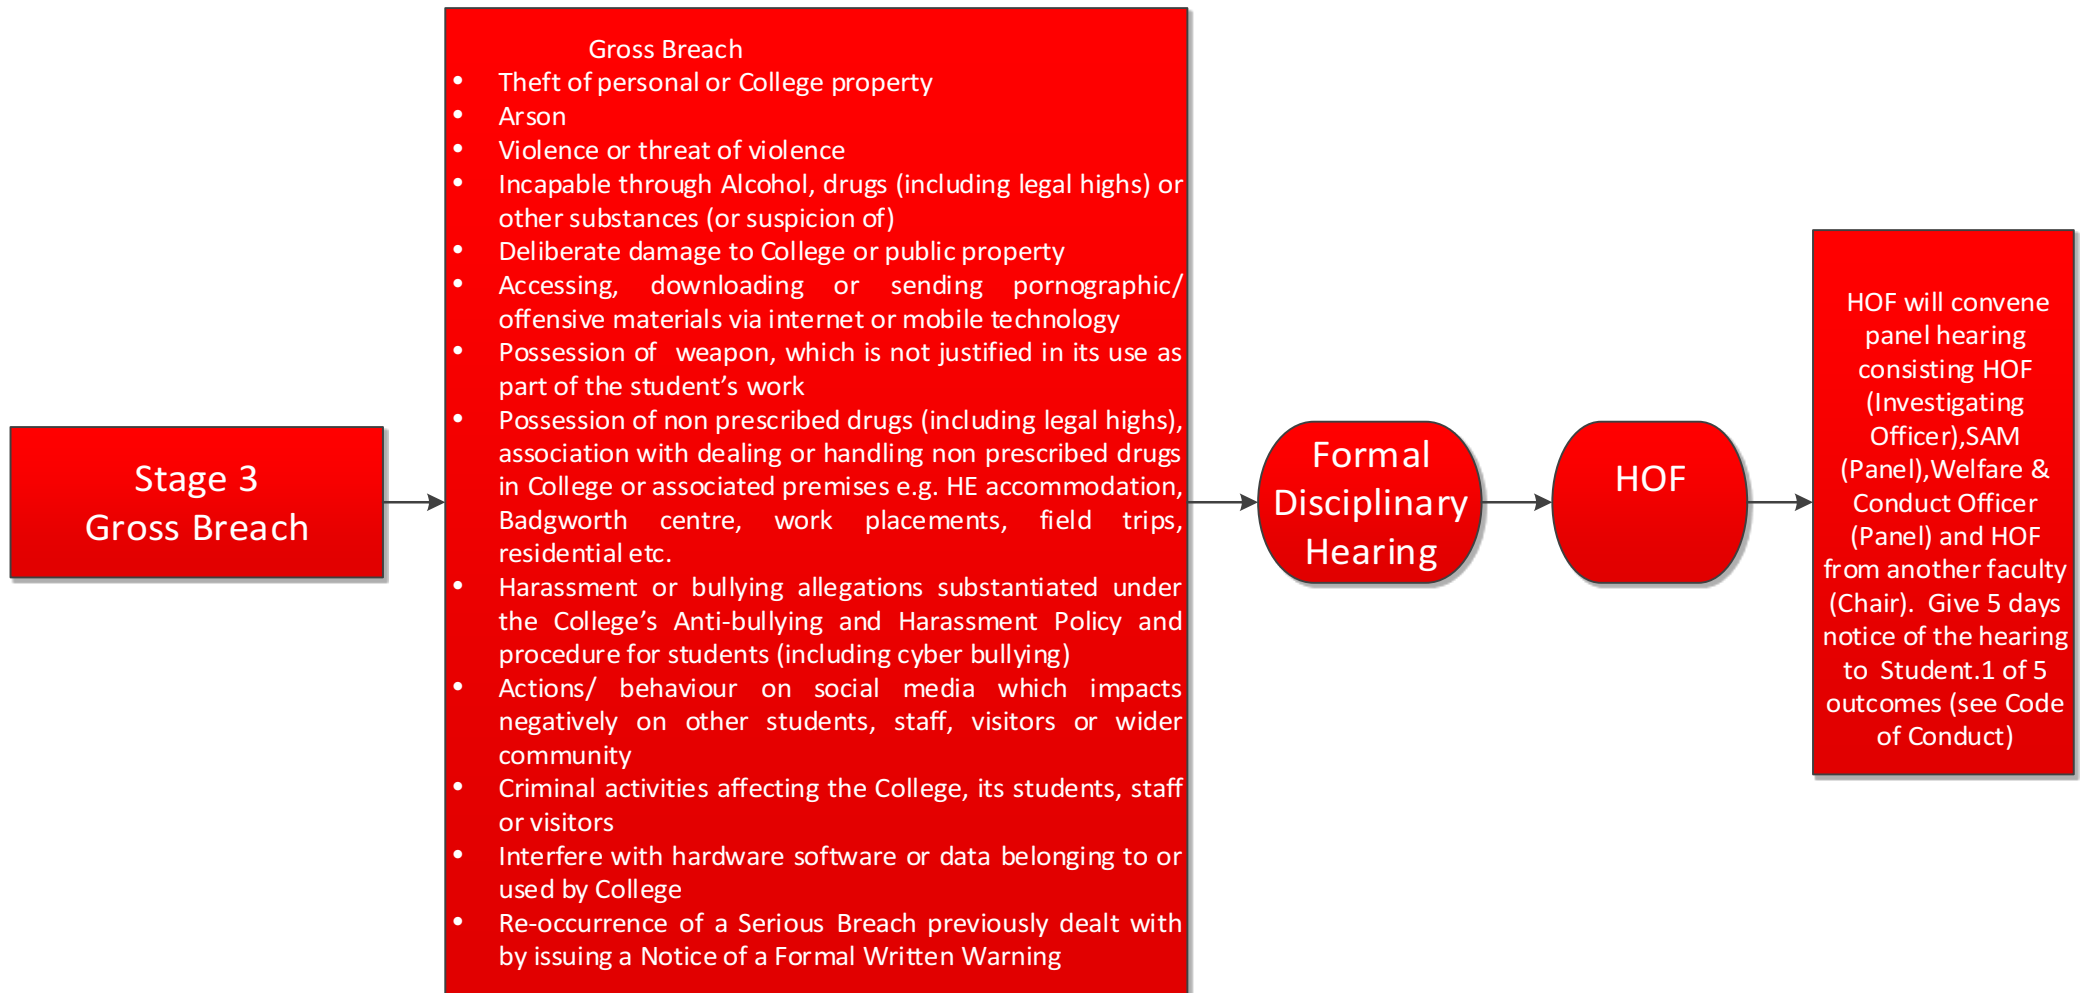 Stage 3
Gross Breach
Gross Breach
• Theft of personal or College property
• Arson
• Violence or threat of violence
• Incapable through Alcohol, drugs (including legal highs) or
other substances (or suspicion of)
• Deliberate damage to College or public property
• Accessing, downloading or sending pornographic/
offensive materials via internet or mobile technology
• Possession of weapon, which is not justified in its use as
part of the student’s work
• Possession of non prescribed drugs (including legal highs),
association with dealing or handling non prescribed drugs
in College or associated premises e.g. HE accommodation,
Badgworth centre, work placements, field trips,
residential etc.
• Harassment or bullying allegations substantiated under
the College’s Anti-bullying and Harassment Policy and
procedure for students (including cyber bullying)
• Actions/ behaviour on social media which impacts
negatively on other students, staff, visitors or wider
community
• Criminal activities affecting the College, its students, staff
or visitors
• Interfere with hardware software or data belonging to or
used by College
• Re-occurrence of a Serious Breach previously dealt with
by issuing a Notice of a Formal Written Warning
Formal
Disciplinary
Hearing
HOF
HOF will convene
panel hearing
consisting HOF
(Investigating
Officer),SAM
(Panel),Welfare &
Conduct Officer
(Panel) and HOF
from another faculty
(Chair). Give 5 days
notice of the hearing
to Student.1 of 5
outcomes (see Code
of Conduct)